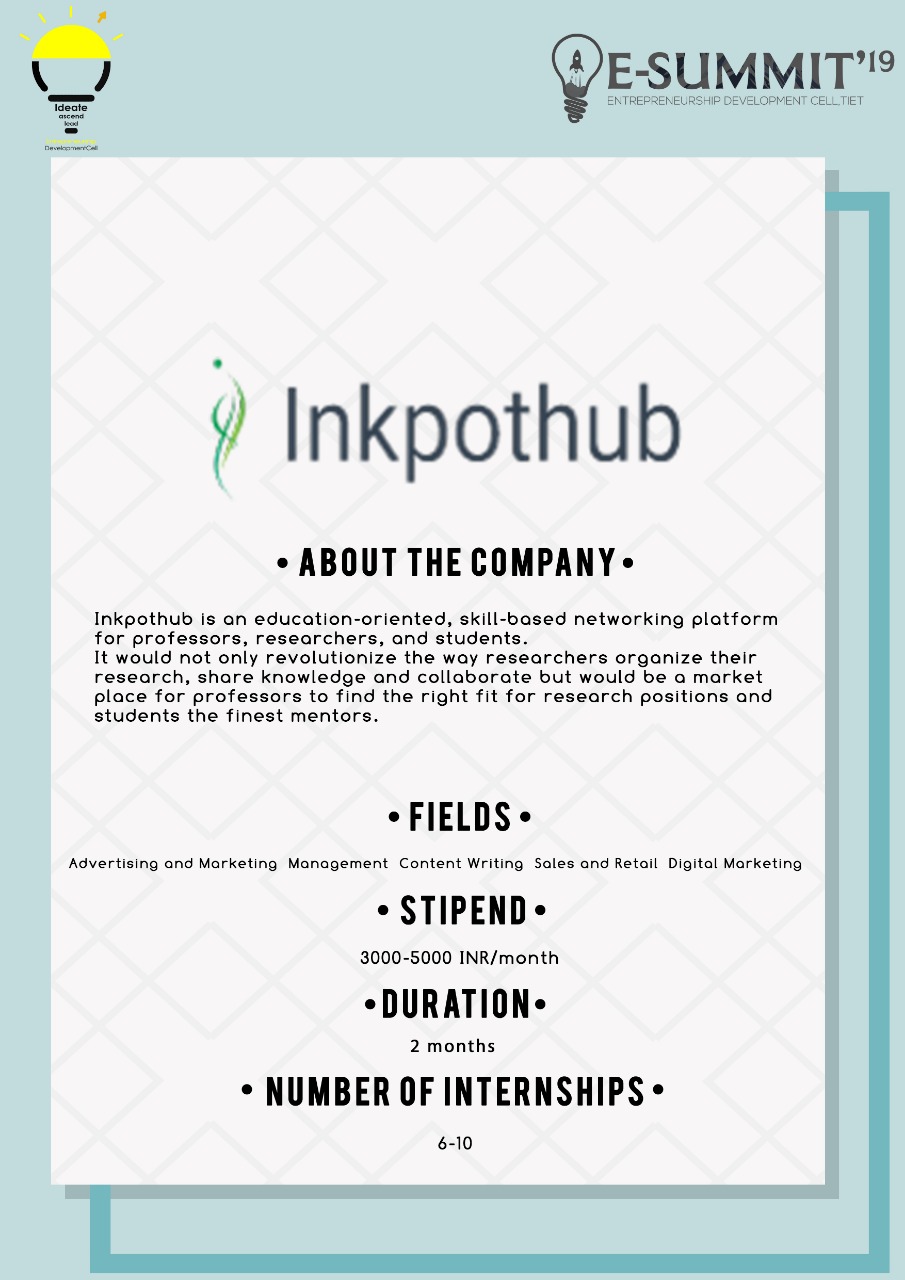 Ideate
ascend
lead
DevelopmentCell
E-SUMMIT'19
ENTREPRENEURSHIP DEVELOPMENT CELL,TIET
Inkpothub
• ABOUT THE COMPANY •
Inkpothub is an education-oriented, skill-based networking platform
for professors, researchers, and students.
It would not only revolutionize the way researchers organize their
research, share knowledge and collaborate but would be a market
place for professors to find the right fit for research positions and
students the finest mentors.
• FIELDS •
Advertising and Marketing  Management  Content Writing  Sales and Retail  Digital Marketing
• STIPEND •
3000-5000 INR/month
• DURATION •
2 months
• NUMBER OF INTERNSHIPS •
6-10